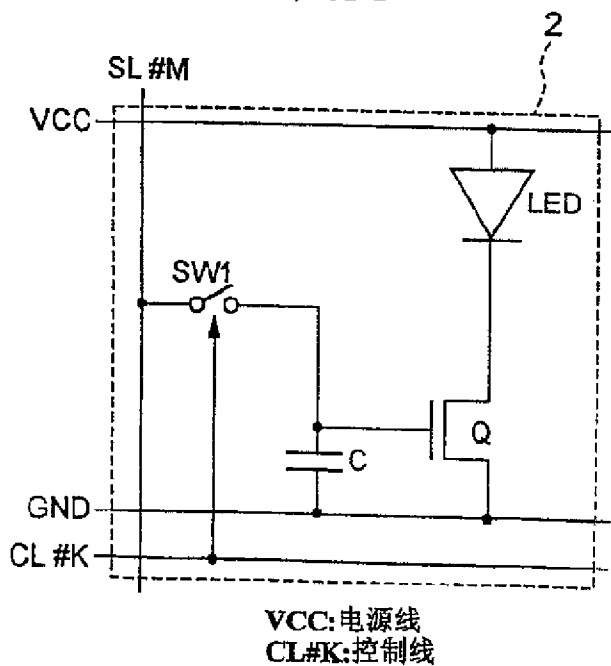 2
SL #M
VCC
LED
SW1
Q
C
GND
CL #K
VCC:电源线
CL#K:控制线